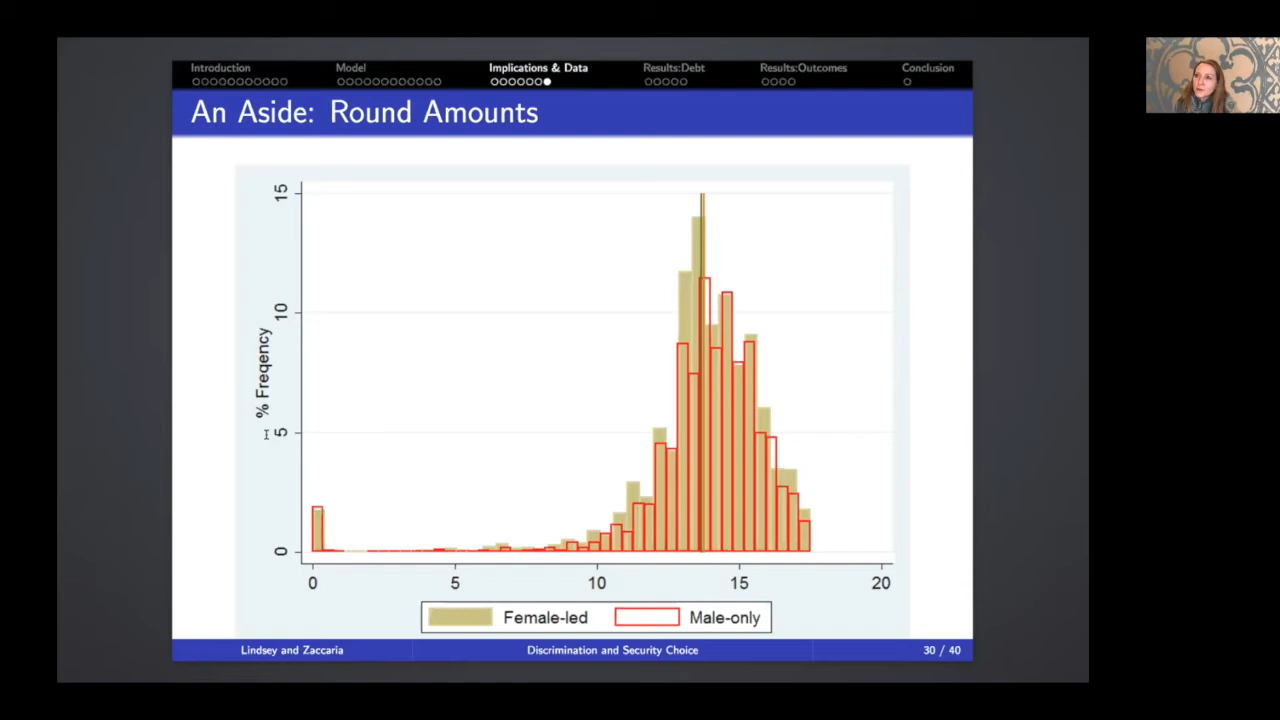 Introduction Model Implications & Data Results:Debt Results:Outcomes Conclusion
An Aside: Round Amounts
15
10
5
0
% Freqency
0 5 10 15 20
Female-led Male-only
Lindsey and Zaccaria Discrimination and Security Choice 30 / 40